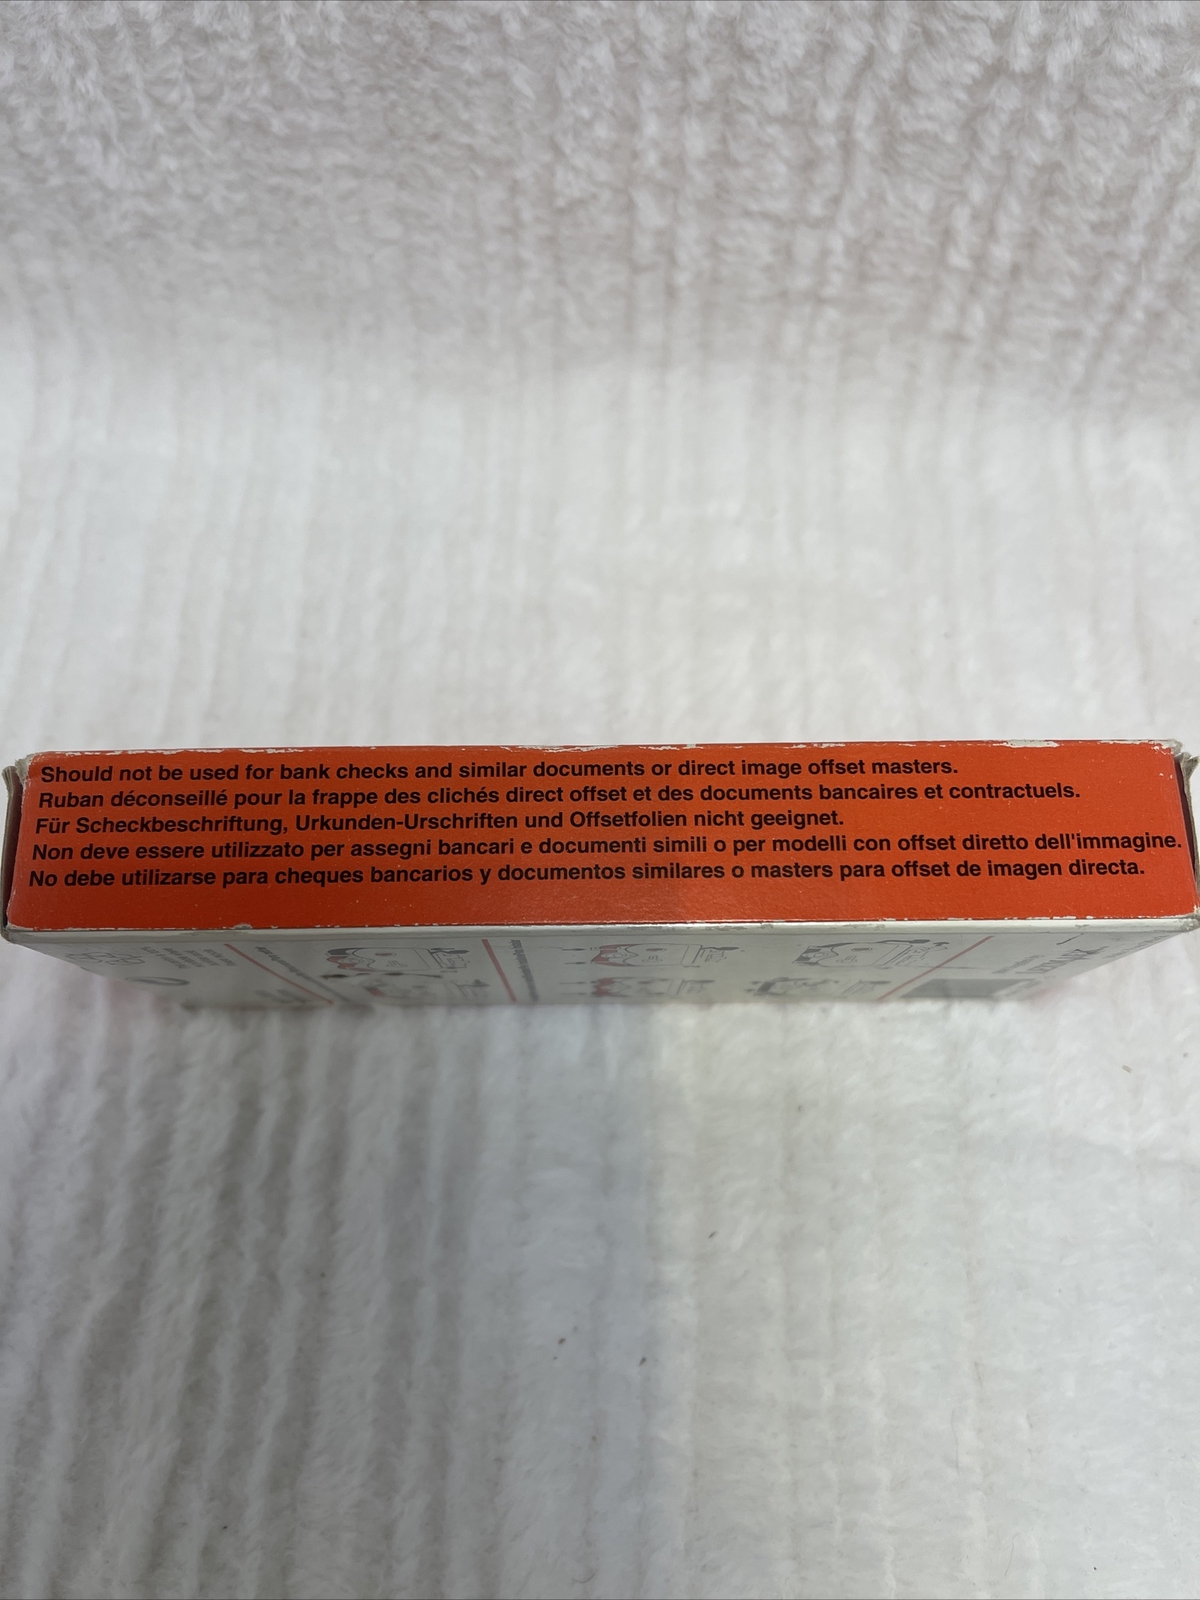 Should not be used for bank checks and similar documents or direct image offset masters.
Ruban déconseillé pour la frappe des clichés direct offset et des documents bancaires et contractuels.
Für Scheckbeschriftung, Urkunden-Urschriften und Offsetfolien nicht geeignet.
Non deve essere utilizzato per assegni bancari e documenti simili o per modelli con offset diretto dell'immagine.
No debe utilizarse para cheques bancarios y documentos similares o masters para offset de imagen directa.